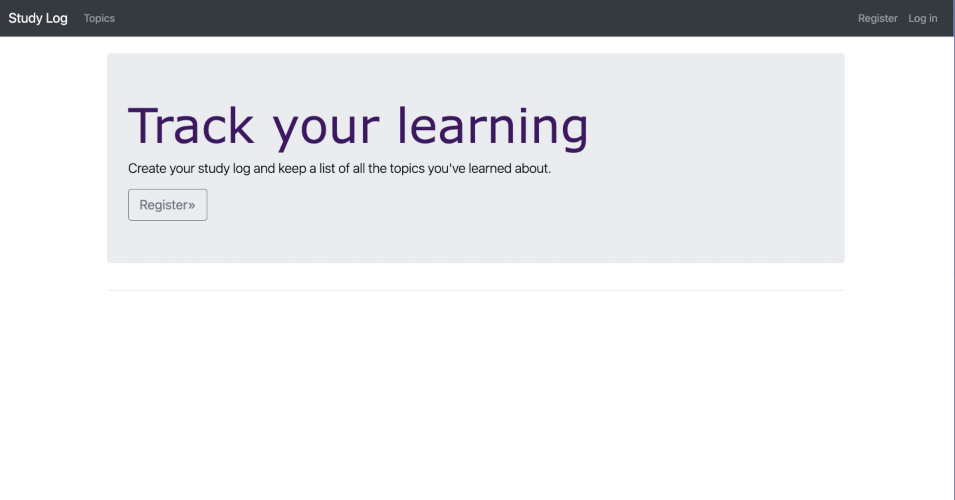 Study Log Topics Register Log in
Track your learning
Create your study log and keep a list of all the topics you've learned about.
Register»